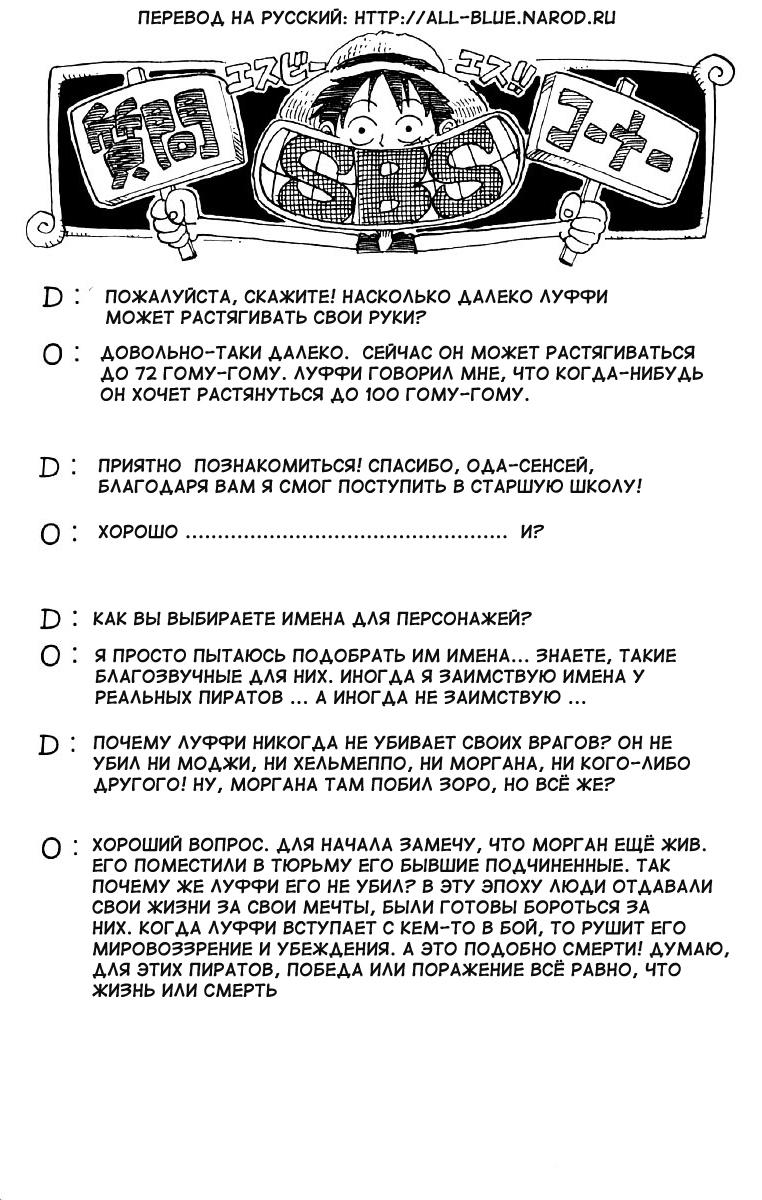 ПЕРЕВОД НА РУССКИЙ: HTTP://ALL-BLUE.NAROD.RU
エスビーエス!!
質問 SBS コーナー
D : ПОЖАЛУЙСТА, СКАЖИТЕ! НАСКОЛЬКО ДАЛЕКО ЛУФФИ
МОЖЕТ РАСТЯГИВАТЬ СВОИ РУКИ?
O : ДОВОЛЬНО-ТАКИ ДАЛЕКО. СЕЙЧАС ОН МОЖЕТ РАСТЯГИВАТЬСЯ
ДО 72 ГОМУ-ГОМУ. ЛУФФИ ГОВОРИЛ МНЕ, ЧТО КОГДА-НИБУДЬ
ОН ХОЧЕТ РАСТЯНУТЬСЯ ДО 100 ГОМУ-ГОМУ.
D : ПРИЯТНО ПОЗНАКОМИТЬСЯ! СПАСИБО, ОДА-СЕНСЕЙ,
БЛАГОДАРЯ ВАМ Я СМОГ ПОСТУПИТЬ В СТАРШУЮ ШКОЛУ!
O : ХОРОШО .................................................. И?
D : КАК ВЫ ВЫБИРАЕТЕ ИМЕНА ДЛЯ ПЕРСОНАЖЕЙ?
O : Я ПРОСТО ПЫТАЮСЬ ПОДОБРАТЬ ИМ ИМЕНА... ЗНАЕТЕ, ТАКИЕ
БЛАГОЗВУЧНЫЕ ДЛЯ НИХ. ИНОГДА Я ЗАИМСТВУЮ ИМЕНА У
РЕАЛЬНЫХ ПИРАТОВ ... А ИНОГДА НЕ ЗАИМСТВУЮ ...
D : ПОЧЕМУ ЛУФФИ НИКОГДА НЕ УБИВАЕТ СВОИХ ВРАГОВ? ОН НЕ
УБИЛ НИ МОДЖИ, НИ ХЕЛЬМЕППО, НИ МОРГАНА, НИ КОГО-ЛИБО
ДРУГОГО! НУ, МОРГАНА ТАМ ПОБИЛ ЗОРО, НО ВСЁ ЖЕ?
O : ХОРОШИЙ ВОПРОС. ДЛЯ НАЧАЛА ЗАМЕЧУ, ЧТО МОРГАН ЕЩЁ ЖИВ.
ЕГО ПОМЕСТИЛИ В ТЮРЬМУ ЕГО БЫВШИЕ ПОДЧИНЕННЫЕ. ТАК
ПОЧЕМУ ЖЕ ЛУФФИ ЕГО НЕ УБИЛ? В ЭТУ ЭПОХУ ЛЮДИ ОТДАВАЛИ
СВОИ ЖИЗНИ ЗА СВОИ МЕЧТЫ, БЫЛИ ГОТОВЫ БОРОТЬСЯ ЗА
НИХ. КОГДА ЛУФФИ ВСТУПАЕТ С КЕМ-ТО В БОЙ, ТО РУШИТ ЕГО
МИРОВОЗЗРЕНИЕ И УБЕЖДЕНИЯ. А ЭТО ПОДОБНО СМЕРТИ! ДУМАЮ,
ДЛЯ ЭТИХ ПИРАТОВ, ПОБЕДА ИЛИ ПОРАЖЕНИЕ ВСЁ РАВНО, ЧТО
ЖИЗНЬ ИЛИ СМЕРТЬ